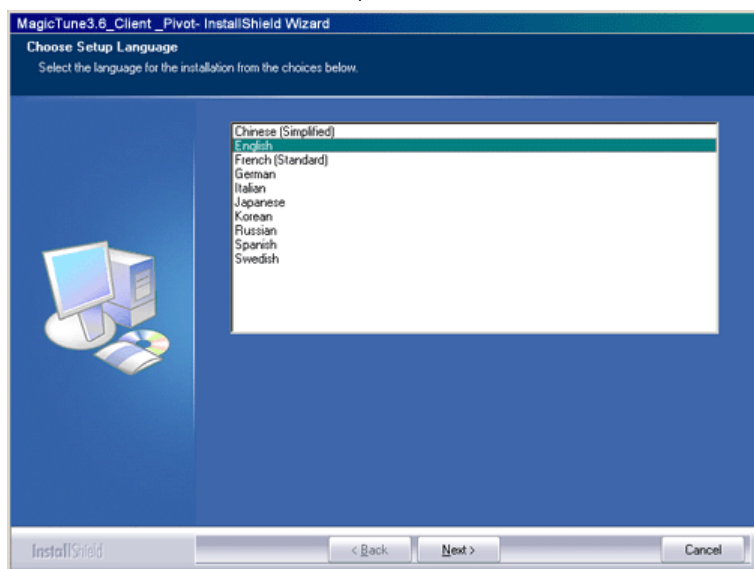 MagicTune3.6_Client _Pivot- InstallShield Wizard
Choose Setup Language
Select the language for the installation from the choices below.
Chinese (Simplified)
English
French (Standard)
German
Italian
Japanese
Korean
Russian
Spanish
Swedish
InstallShield
< Back
Next >
Cancel